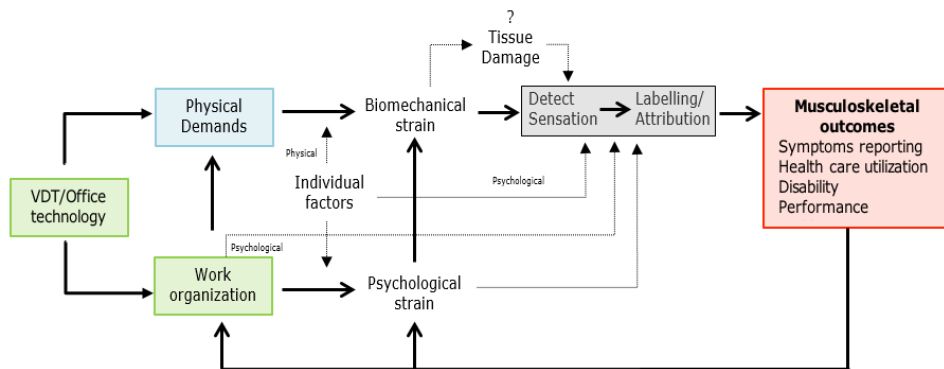 ?
Tissue
Damage
Physical
Demands
Biomechanical
strain
Detect
Sensation
Labelling/
Attribution
Musculoskeletal
outcomes
Symptoms reporting
Health care utilization
Disability
Performance
Physical
Psychological
Individual
factors
VDT/Office
technology
Psychological
Work
organization
Psychological
strain